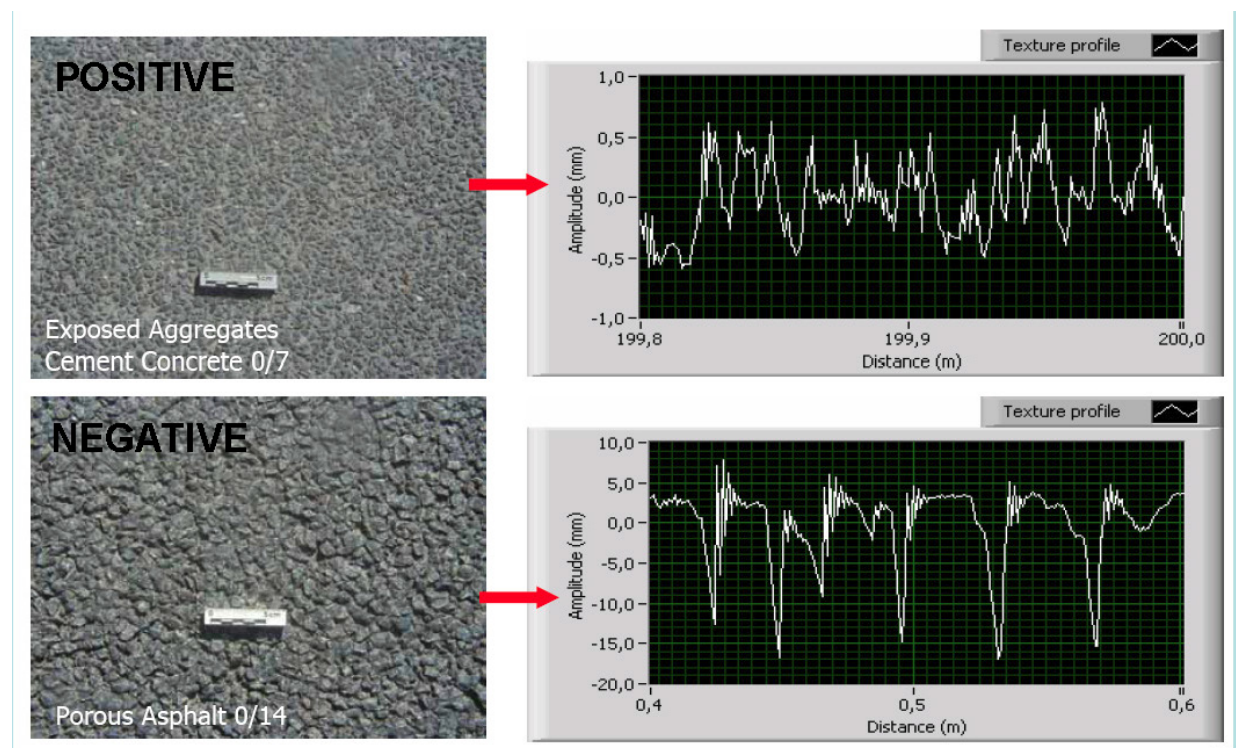 POSITIVE
Exposed Aggregates
Cement Concrete 0/7
Texture profile
1,0
0,5
0,0
-0,5
-1,0
Amplitude (mm)
199,8
199,9
200,0
Distance (m)
NEGATIVE
Porous Asphalt 0/14
Texture profile
10,0
5,0
0,0
-5,0
-10,0
-15,0
-20,0
Amplitude (mm)
0,4
0,5
0,6
Distance (m)